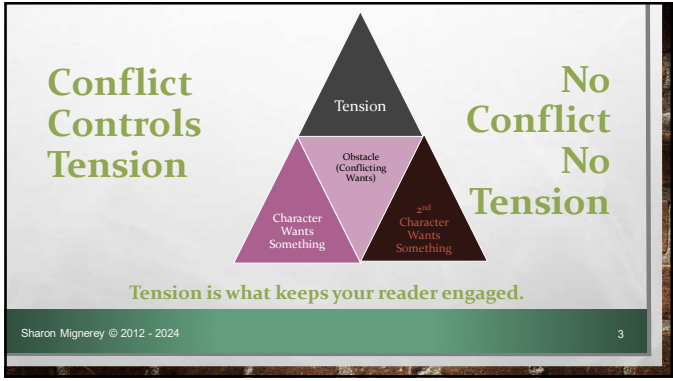 Conflict
Controls
Tension
Tension
Obstacle
(Conflicting
Wants)
Character
Wants
Something
2nd
Character
Wants
Something
No
Conflict
No
Tension
Tension is what keeps your reader engaged.
Sharon Mignerey © 2012 - 2024
3